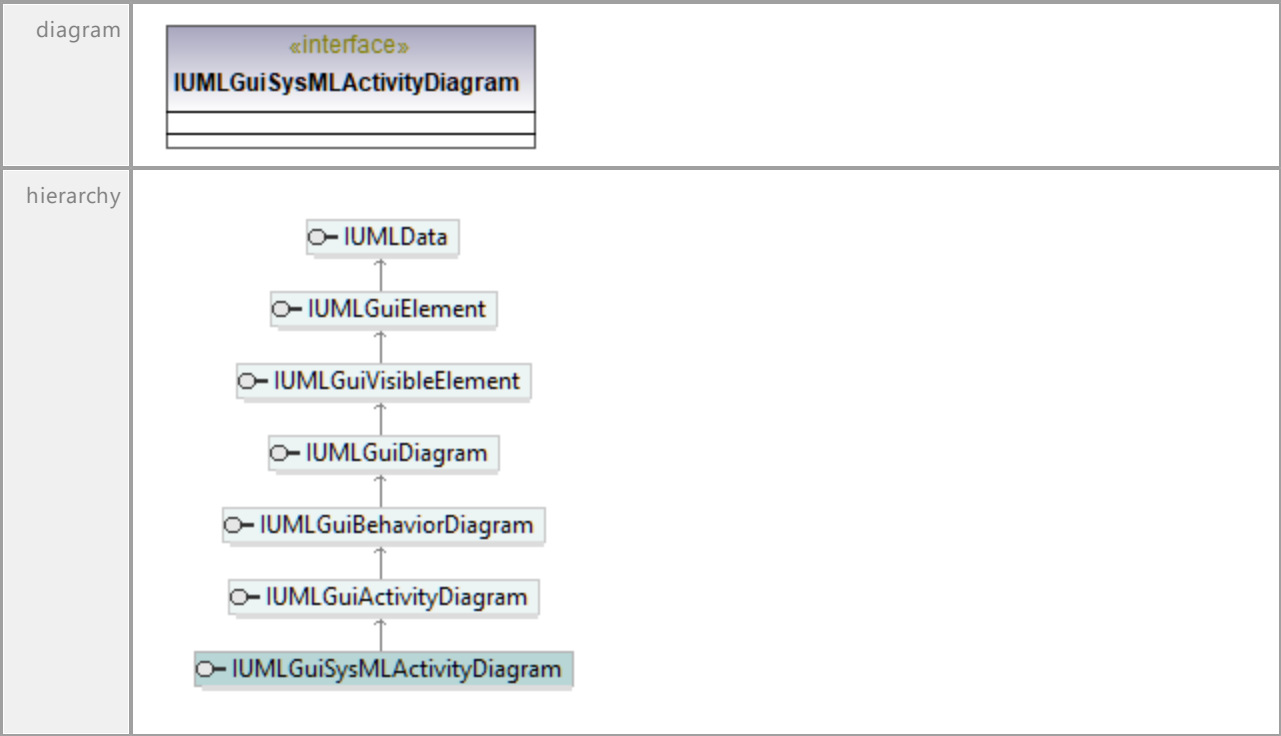 diagram
«interface»
IUMLGuiSysMLActivityDiagram
hierarchy
IUMLData
IUMLGuiElement
IUMLGuiVisibleElement
IUMLGuiDiagram
IUMLGuiBehaviorDiagram
IUMLGuiActivityDiagram
IUMLGuiSysMLActivityDiagram